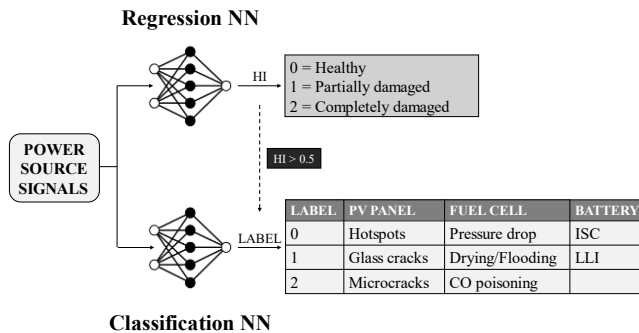 Regression NN
HI
0 = Healthy
1 = Partially damaged
2 = Completely damaged
POWER
SOURCE
SIGNALS
HI > 0.5
LABEL
LABEL PV PANEL FUEL CELL BATTERY
0 Hotspots Pressure drop ISC
1 Glass cracks Drying/Flooding LLI
2 Microcracks CO poisoning
Classification NN